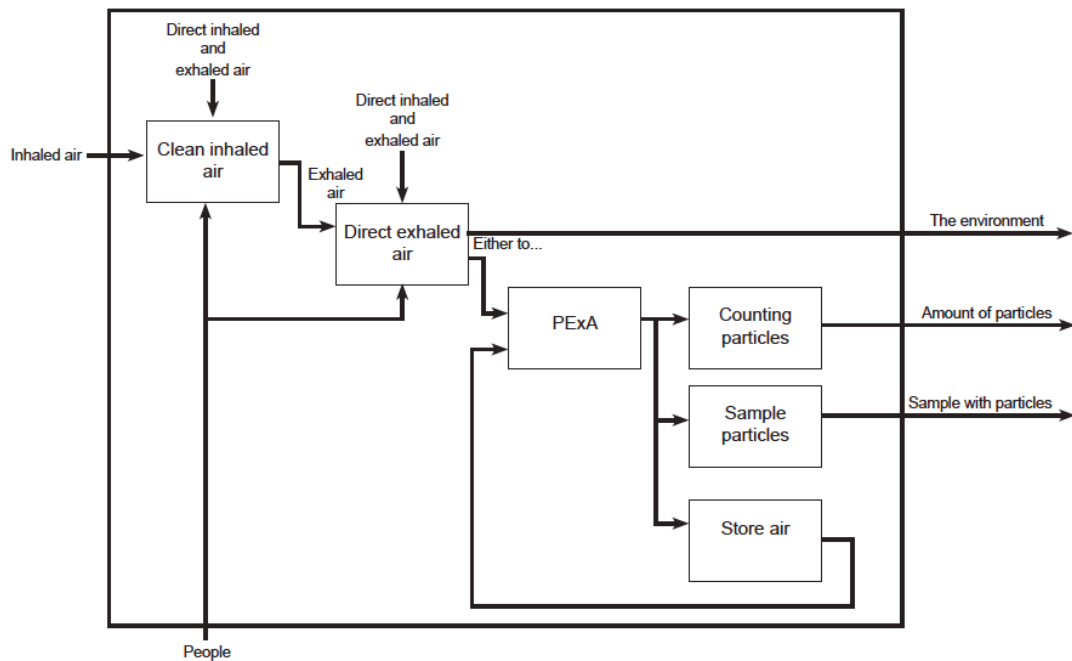 Direct inhaled
and
exhaled air
Direct inhaled
and
exhaled air
Inhaled air
Clean inhaled
air
Exhaled
air
Direct exhaled
air
Either to...
The environment
PExA
Counting
particles
Amount of particles
Sample
particles
Sample with particles
Store air
People